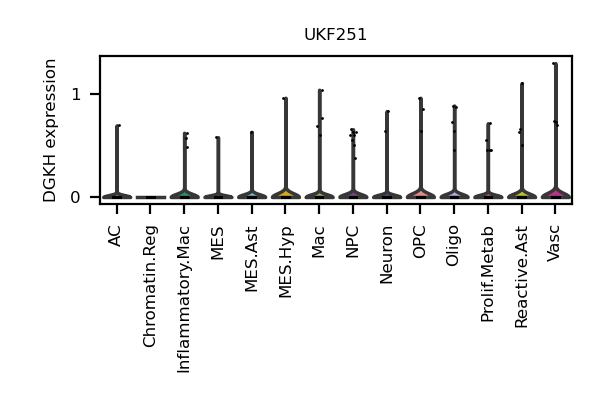 UKF251
DGKH expression
1
0
AC
Chromatin.Reg
Inflammatory.Mac
MES
MES.Ast
MES.Hyp
Mac
NPC
Neuron
OPC
Oligo
Prolif.Metab
Reactive.Ast
Vasc